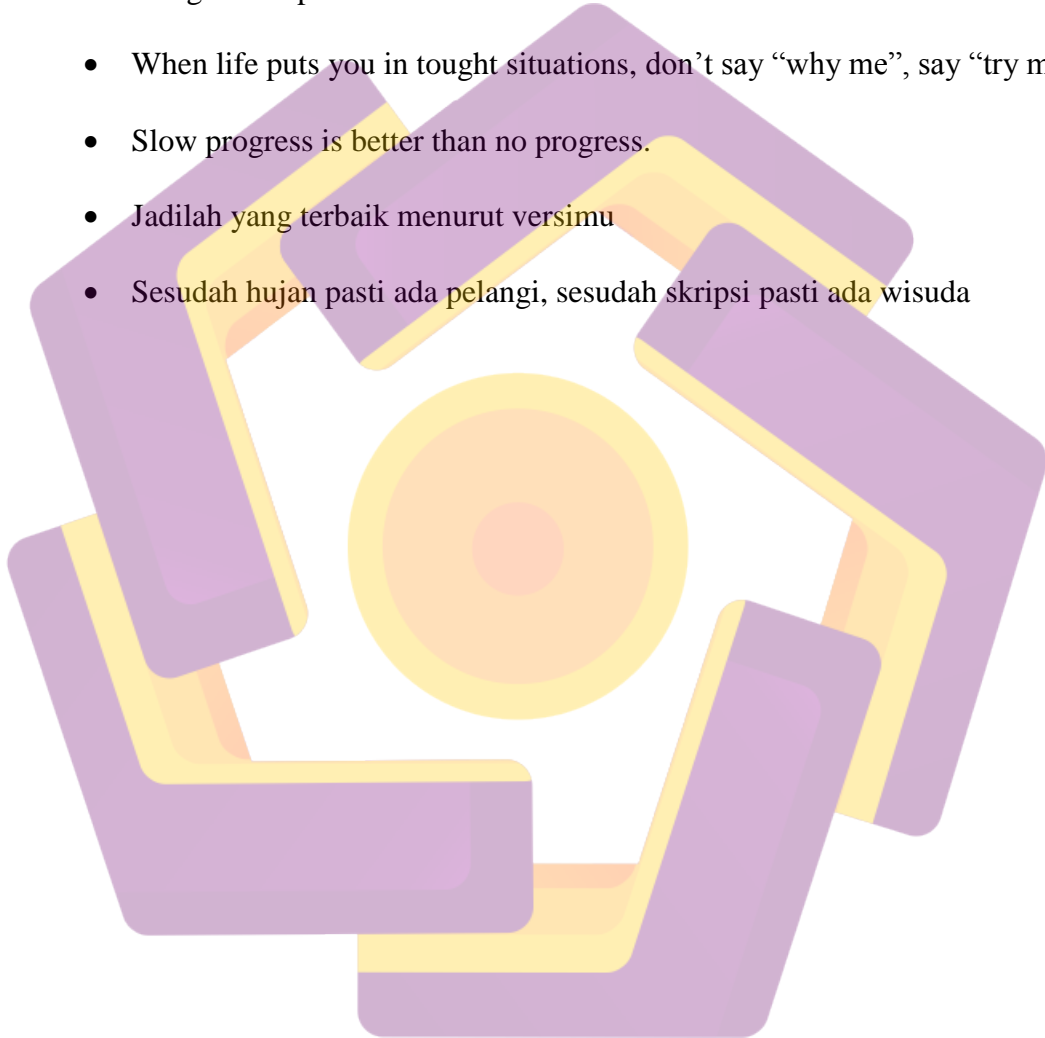 • When life puts you in tought situations, don’t say “why me”, say “try m
• Slow progress is better than no progress.
• Jadilah yang terbaik menurut versimu
• Sesudah hujan pasti ada pelangi, sesudah skripsi pasti ada wisuda